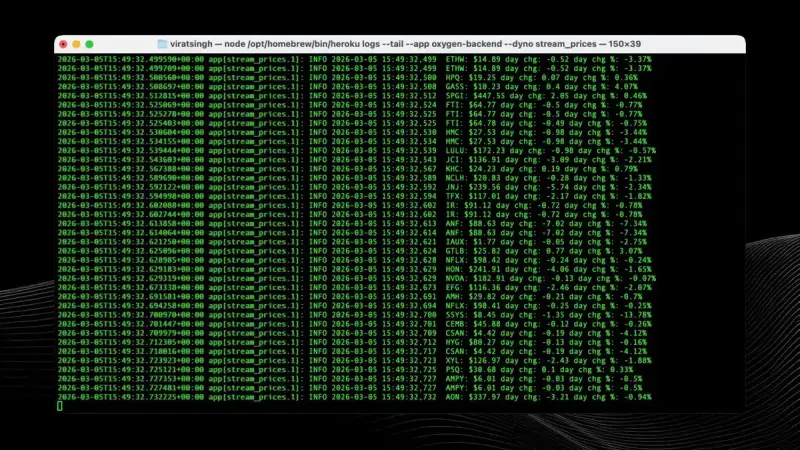 viratsingh — node /opt/homebrew/bin/heroku logs --tail --app oxygen-backend --dyno stream_prices — 150×39
2026-03-05T15:49:32.499590+00:00 app[stream_prices.1]: INFO 2026-03-05 15:49:32,499 ETHW: $14.89 day chg: -0.52 day chg %: -3.37%
2026-03-05T15:49:32.499709+00:00 app[stream_prices.1]: INFO 2026-03-05 15:49:32,499 ETHW: $14.89 day chg: -0.52 day chg %: -3.37%
2026-03-05T15:49:32.500560+00:00 app[stream_prices.1]: INFO 2026-03-05 15:49:32,500 HPQ: $19.25 day chg: 0.07 day chg %: 0.36%
2026-03-05T15:49:32.508697+00:00 app[stream_prices.1]: INFO 2026-03-05 15:49:32,508 GASS: $10.23 day chg: 0.4 day chg %: 4.07%
2026-03-05T15:49:32.512815+00:00 app[stream_prices.1]: INFO 2026-03-05 15:49:32,512 SPGI: $447.55 day chg: 2.05 day chg %: 0.46%
2026-03-05T15:49:32.525069+00:00 app[stream_prices.1]: INFO 2026-03-05 15:49:32,525 FTI: $64.77 day chg: -0.5 day chg %: -0.77%
2026-03-05T15:49:32.525278+00:00 app[stream_prices.1]: INFO 2026-03-05 15:49:32,525 FTI: $64.77 day chg: -0.5 day chg %: -0.77%
2026-03-05T15:49:32.525403+00:00 app[stream_prices.1]: INFO 2026-03-05 15:49:32,525 FTI: $64.78 day chg: -0.49 day chg %: -0.75%
2026-03-05T15:49:32.530604+00:00 app[stream_prices.1]: INFO 2026-03-05 15:49:32,530 HMC: $27.53 day chg: -0.98 day chg %: -3.44%
2026-03-05T15:49:32.534155+00:00 app[stream_prices.1]: INFO 2026-03-05 15:49:32,534 HMC: $27.53 day chg: -0.98 day chg %: -3.44%
2026-03-05T15:49:32.539444+00:00 app[stream_prices.1]: INFO 2026-03-05 15:49:32,539 LULU: $172.23 day chg: -0.98 day chg %: -0.57%
2026-03-05T15:49:32.543603+00:00 app[stream_prices.1]: INFO 2026-03-05 15:49:32,543 JCI: $136.91 day chg: -3.09 day chg %: -2.21%
2026-03-05T15:49:32.567388+00:00 app[stream_prices.1]: INFO 2026-03-05 15:49:32,567 KHC: $24.23 day chg: 0.19 day chg %: 0.79%
2026-03-05T15:49:32.589690+00:00 app[stream_prices.1]: INFO 2026-03-05 15:49:32,589 NCLH: $20.83 day chg: -0.28 day chg %: -1.33%
2026-03-05T15:49:32.592122+00:00 app[stream_prices.1]: INFO 2026-03-05 15:49:32,592 JNJ: $239.56 day chg: -5.74 day chg %: -2.34%
2026-03-05T15:49:32.594998+00:00 app[stream_prices.1]: INFO 2026-03-05 15:49:32,594 TFX: $117.01 day chg: -2.17 day chg %: -1.82%
2026-03-05T15:49:32.602088+00:00 app[stream_prices.1]: INFO 2026-03-05 15:49:32,602 IR: $91.12 day chg: -0.72 day chg %: -0.78%
2026-03-05T15:49:32.602744+00:00 app[stream_prices.1]: INFO 2026-03-05 15:49:32,602 IR: $91.12 day chg: -0.72 day chg %: -0.78%
2026-03-05T15:49:32.613858+00:00 app[stream_prices.1]: INFO 2026-03-05 15:49:32,613 ANF: $88.63 day chg: -7.02 day chg %: -7.34%
2026-03-05T15:49:32.614064+00:00 app[stream_prices.1]: INFO 2026-03-05 15:49:32,614 ANF: $88.63 day chg: -7.02 day chg %: -7.34%
2026-03-05T15:49:32.621250+00:00 app[stream_prices.1]: INFO 2026-03-05 15:49:32,621 IAUX: $1.77 day chg: -0.05 day chg %: -2.75%
2026-03-05T15:49:32.625096+00:00 app[stream_prices.1]: INFO 2026-03-05 15:49:32,624 GTLB: $25.82 day chg: 0.77 day chg %: 3.07%
2026-03-05T15:49:32.628985+00:00 app[stream_prices.1]: INFO 2026-03-05 15:49:32,628 NFLX: $98.42 day chg: -0.24 day chg %: -0.24%
2026-03-05T15:49:32.629183+00:00 app[stream_prices.1]: INFO 2026-03-05 15:49:32,629 HON: $241.91 day chg: -4.06 day chg %: -1.65%
2026-03-05T15:49:32.629319+00:00 app[stream_prices.1]: INFO 2026-03-05 15:49:32,629 NVDA: $182.91 day chg: -0.13 day chg %: -0.07%
2026-03-05T15:49:32.673338+00:00 app[stream_prices.1]: INFO 2026-03-05 15:49:32,673 EFG: $116.36 day chg: -2.46 day chg %: -2.07%
2026-03-05T15:49:32.691581+00:00 app[stream_prices.1]: INFO 2026-03-05 15:49:32,691 AMH: $29.82 day chg: -0.21 day chg %: -0.7%
2026-03-05T15:49:32.694258+00:00 app[stream_prices.1]: INFO 2026-03-05 15:49:32,694 NFLX: $98.41 day chg: -0.25 day chg %: -0.25%
2026-03-05T15:49:32.700970+00:00 app[stream_prices.1]: INFO 2026-03-05 15:49:32,700 SSYS: $8.45 day chg: -1.35 day chg %: -13.78%
2026-03-05T15:49:32.701447+00:00 app[stream_prices.1]: INFO 2026-03-05 15:49:32,701 CEMB: $45.88 day chg: -0.12 day chg %: -0.26%
2026-03-05T15:49:32.709979+00:00 app[stream_prices.1]: INFO 2026-03-05 15:49:32,709 CSAN: $4.42 day chg: -0.19 day chg %: -4.12%
2026-03-05T15:49:32.712305+00:00 app[stream_prices.1]: INFO 2026-03-05 15:49:32,712 HYG: $80.27 day chg: -0.13 day chg %: -0.16%
2026-03-05T15:49:32.718016+00:00 app[stream_prices.1]: INFO 2026-03-05 15:49:32,717 CSAN: $4.42 day chg: -0.19 day chg %: -4.12%
2026-03-05T15:49:32.723923+00:00 app[stream_prices.1]: INFO 2026-03-05 15:49:32,723 XYL: $126.97 day chg: -2.43 day chg %: -1.88%
2026-03-05T15:49:32.725121+00:00 app[stream_prices.1]: INFO 2026-03-05 15:49:32,725 PSQ: $30.68 day chg: 0.1 day chg %: 0.33%
2026-03-05T15:49:32.727353+00:00 app[stream_prices.1]: INFO 2026-03-05 15:49:32,727 AMPY: $6.01 day chg: -0.03 day chg %: -0.5%
2026-03-05T15:49:32.727481+00:00 app[stream_prices.1]: INFO 2026-03-05 15:49:32,727 AMPY: $6.01 day chg: -0.03 day chg %: -0.5%
2026-03-05T15:49:32.732225+00:00 app[stream_prices.1]: INFO 2026-03-05 15:49:32,732 AON: $337.97 day chg: -3.21 day chg %: -0.94%